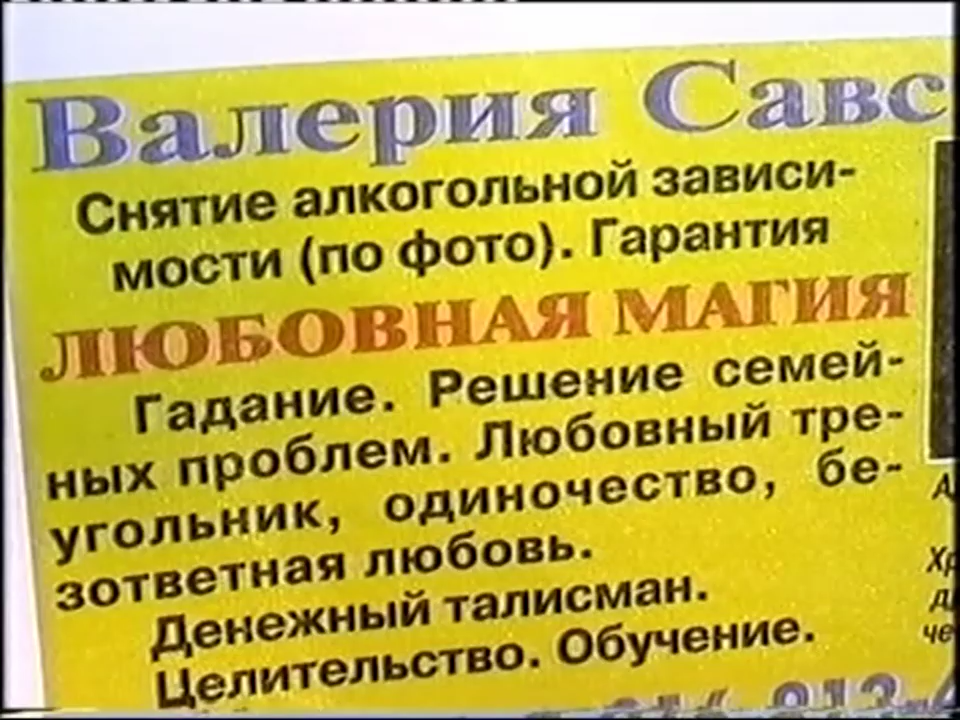 Валерия Савс
Снятие алкогольной зависи-
мости (по фото). Гарантия
ЛЮБОВНАЯ МАГИЯ
Гадание. Решение семей-
ных проблем. Любовный тре-
угольник, одиночество, бе-
зответная любовь.
Денежный талисман.
Целительство. Обучение.